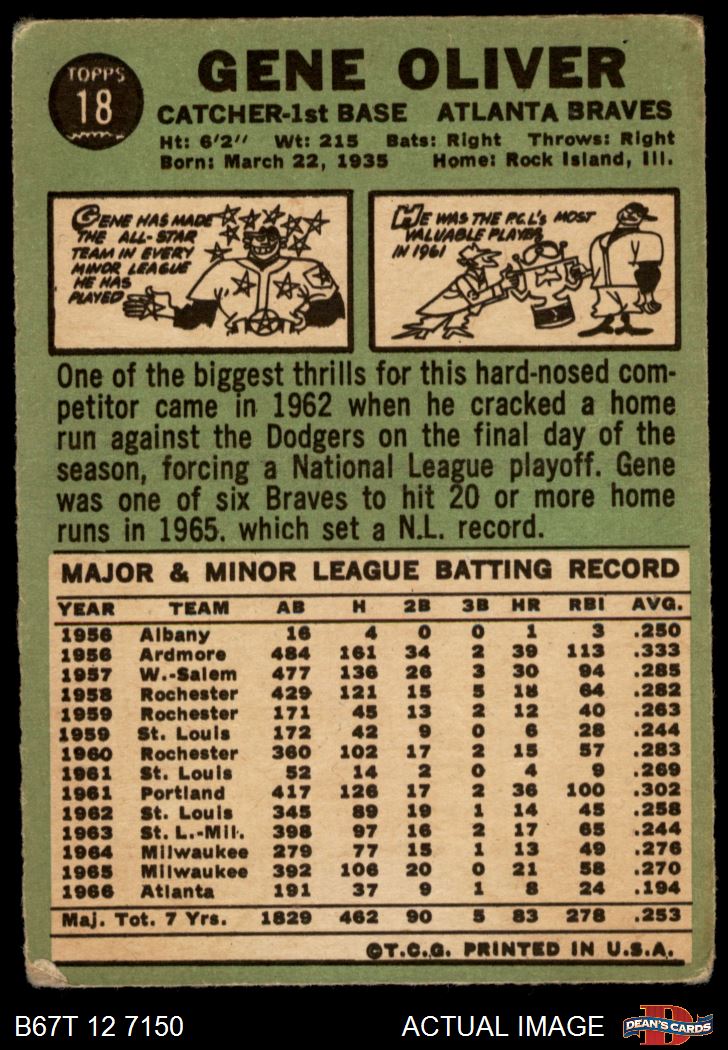 TOPPS
18
GENE OLIVER
CATCHER-1st BASE ATLANTA BRAVES
Ht: 6'2" Wt: 215 Bats: Right Throws: Right
Born: March 22, 1935 Home: Rock Island, Ill.
GENE HAS MADE
THE ALL-STAR
TEAM IN EVERY
MINOR LEAGUE
HE HAS
PLAYED
HE WAS THE P.C.L'S MOST
VALUABLE PLAYER
IN 1961
One of the biggest thrills for this hard-nosed com-
petitor came in 1962 when he cracked a home
run against the Dodgers on the final day of the
season, forcing a National League playoff. Gene
was one of six Braves to hit 20 or more home
runs in 1965. which set a N.L. record.
MAJOR & MINOR LEAGUE BATTING RECORD
YEAR TEAM AB H 2B 3B HR RBI AVG.
1956 Albany 16 4 0 0 1 3 .250
1956 Ardmore 484 161 34 2 39 113 .333
1957 W.-Salem 477 136 26 3 30 94 .285
1958 Rochester 429 121 15 5 18 64 .282
1959 Rochester 171 45 13 2 12 40 .263
1959 St. Louis 172 42 9 0 6 28 .244
1960 Rochester 360 102 17 2 15 57 .283
1961 St. Louis 52 14 2 0 4 9 .269
1961 Portland 417 126 17 2 36 100 .302
1962 St. Louis 345 89 19 1 14 45 .258
1963 St. L.-Mil. 398 97 16 2 17 65 .244
1964 Milwaukee 279 77 15 1 13 49 .276
1965 Milwaukee 392 106 20 0 21 58 .270
1966 Atlanta 191 37 9 1 8 24 .194
Maj. Tot. 7 Yrs. 1829 462 90 5 83 278 .253
©T.C.G. PRINTED IN U.S.A.
B67T 12 7150 ACTUAL IMAGE
D
DEAN'S CARDS